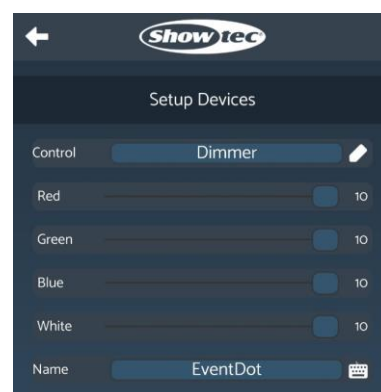 Showtec
Setup Devices
Control Dimmer
Red 10
Green 10
Blue 10
White 10
Name EventDot